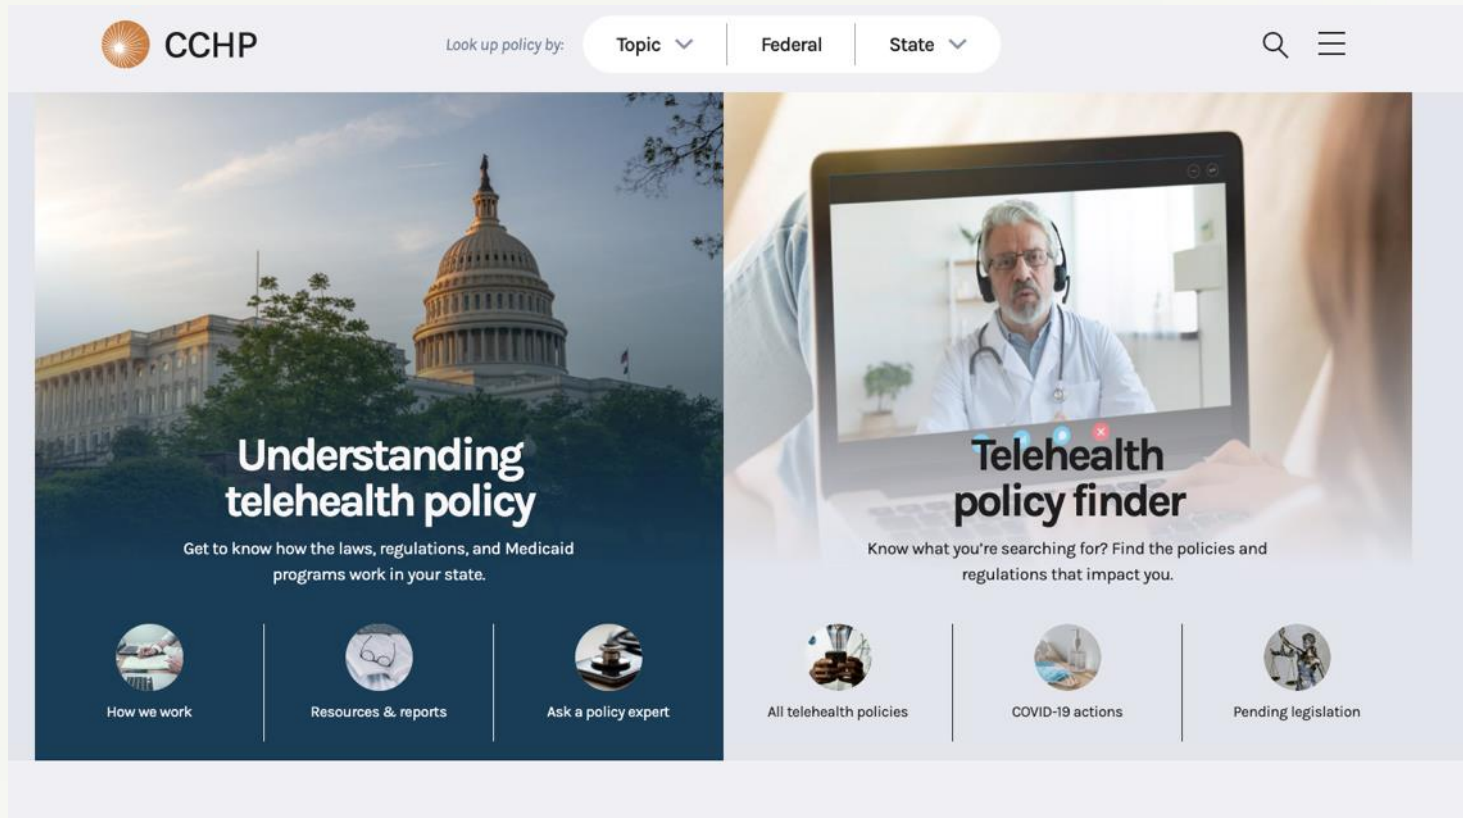 CCHP
Look up policy by:
Topic
Federal
State
Understanding
telehealth policy
Get to know how the laws, regulations, and Medicaid
programs work in your state.
How we work
Resources & reports
Ask a policy expert
Telehealth
policy finder
Know what you're searching for? Find the policies and
regulations that impact you.
All telehealth policies
COVID-19 actions
Pending legislation